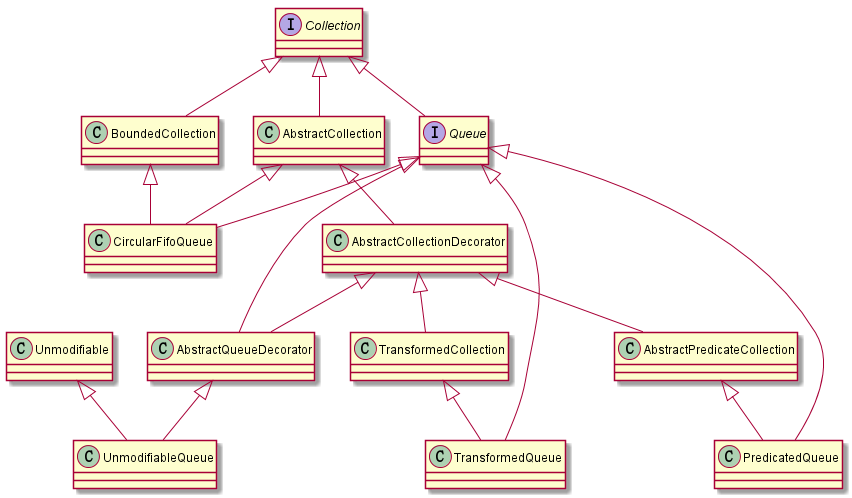 I Collection
C BoundedCollection
C AbstractCollection
I Queue
C CircularFifoQueue
C AbstractCollectionDecorator
C Unmodifiable
C AbstractQueueDecorator
C TransformedCollection
C AbstractPredicateCollection
C UnmodifiableQueue
C TransformedQueue
C PredicatedQueue